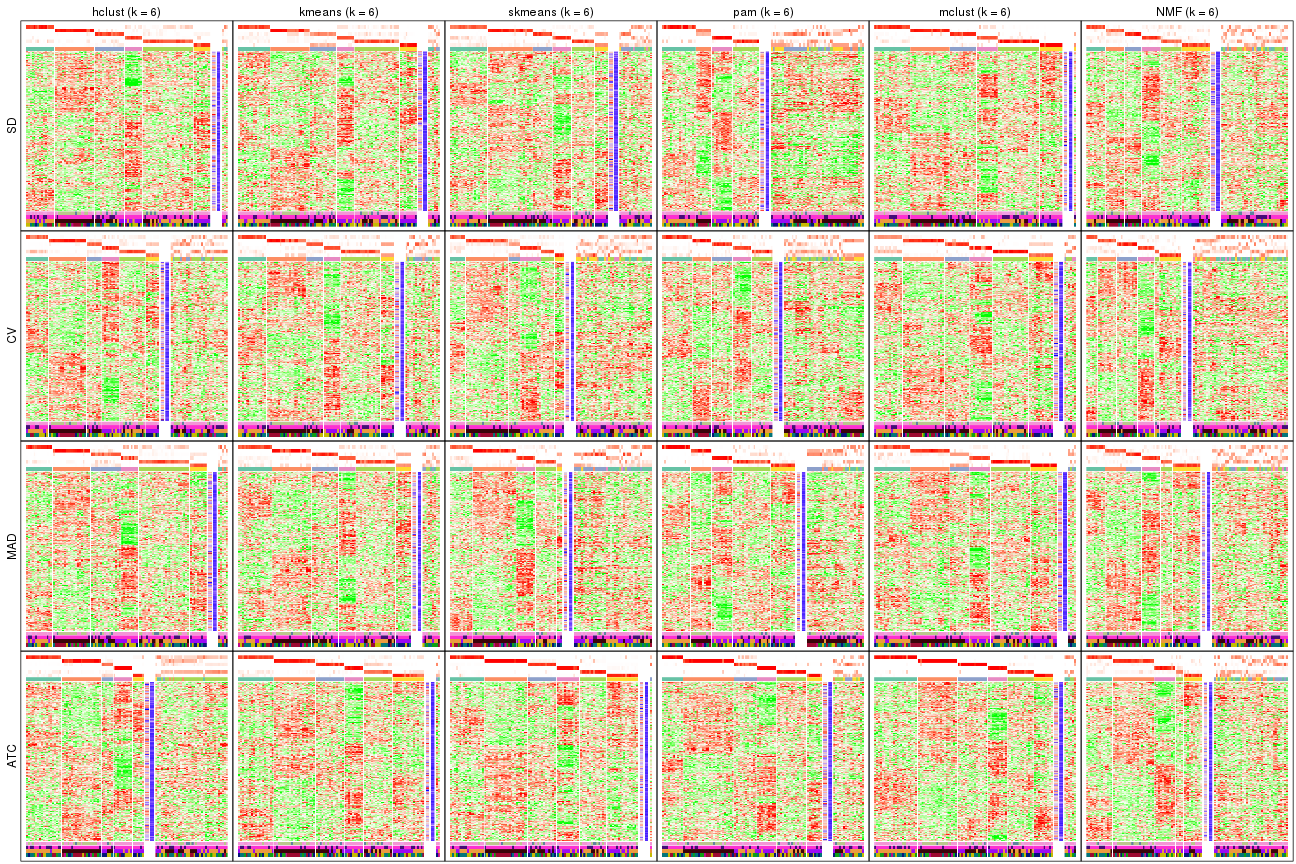 hclust (k = 6) kmeans (k = 6) skmeans (k = 6) pam (k = 6) mclust (k = 6) NMF (k = 6)
SD
CV
MAD
ATC